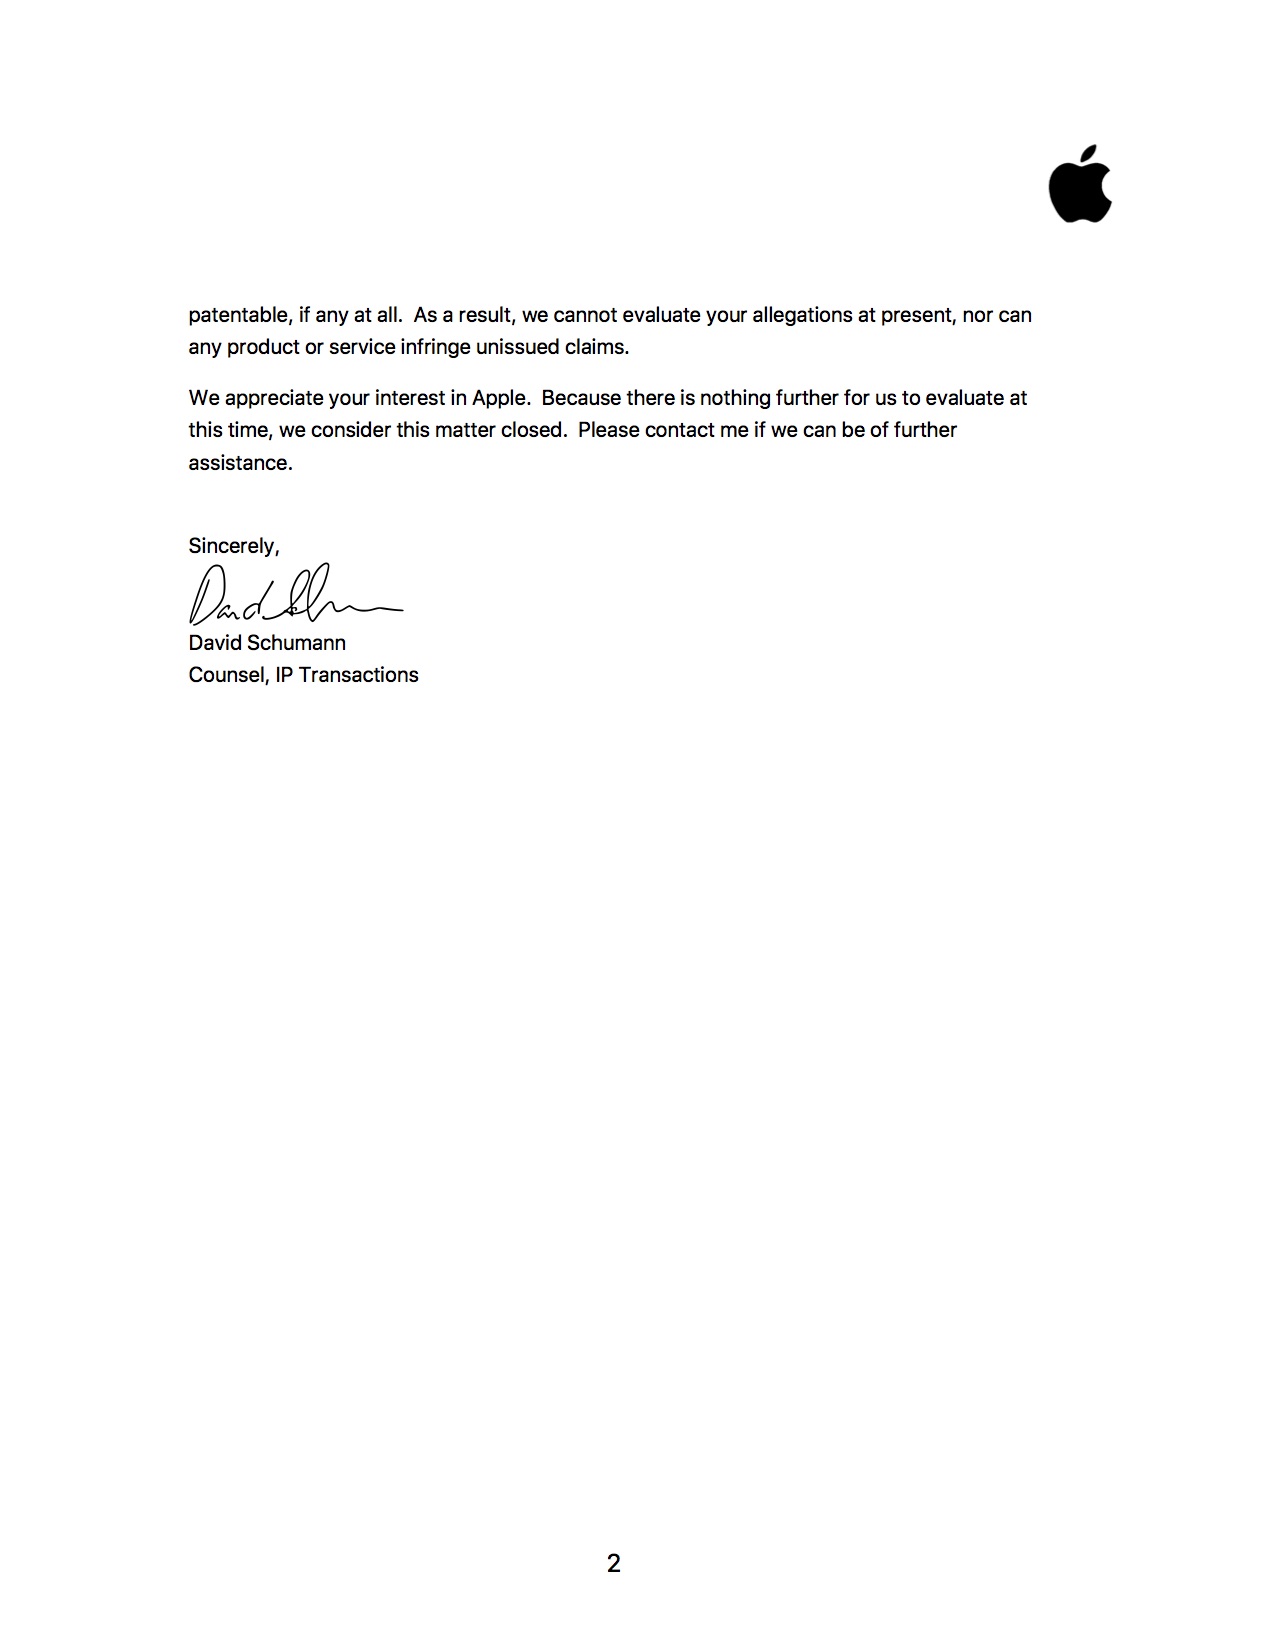 patentable, if any at all.  As a result, we cannot evaluate your allegations at present, nor can
any product or service infringe unissued claims.
We appreciate your interest in Apple.  Because there is nothing further for us to evaluate at
this time, we consider this matter closed.  Please contact me if we can be of further
assistance.
Sincerely,
David Schumann
Counsel, IP Transactions
2